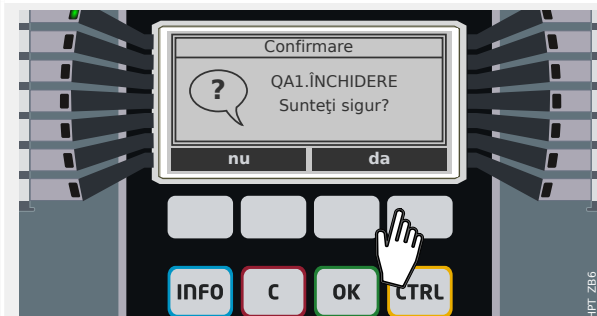 Confirmare
?
QA1.ÎNCHIDERE
Sunteţi sigur?
nu da
INFO C OK CTRL
HPT_ZB6